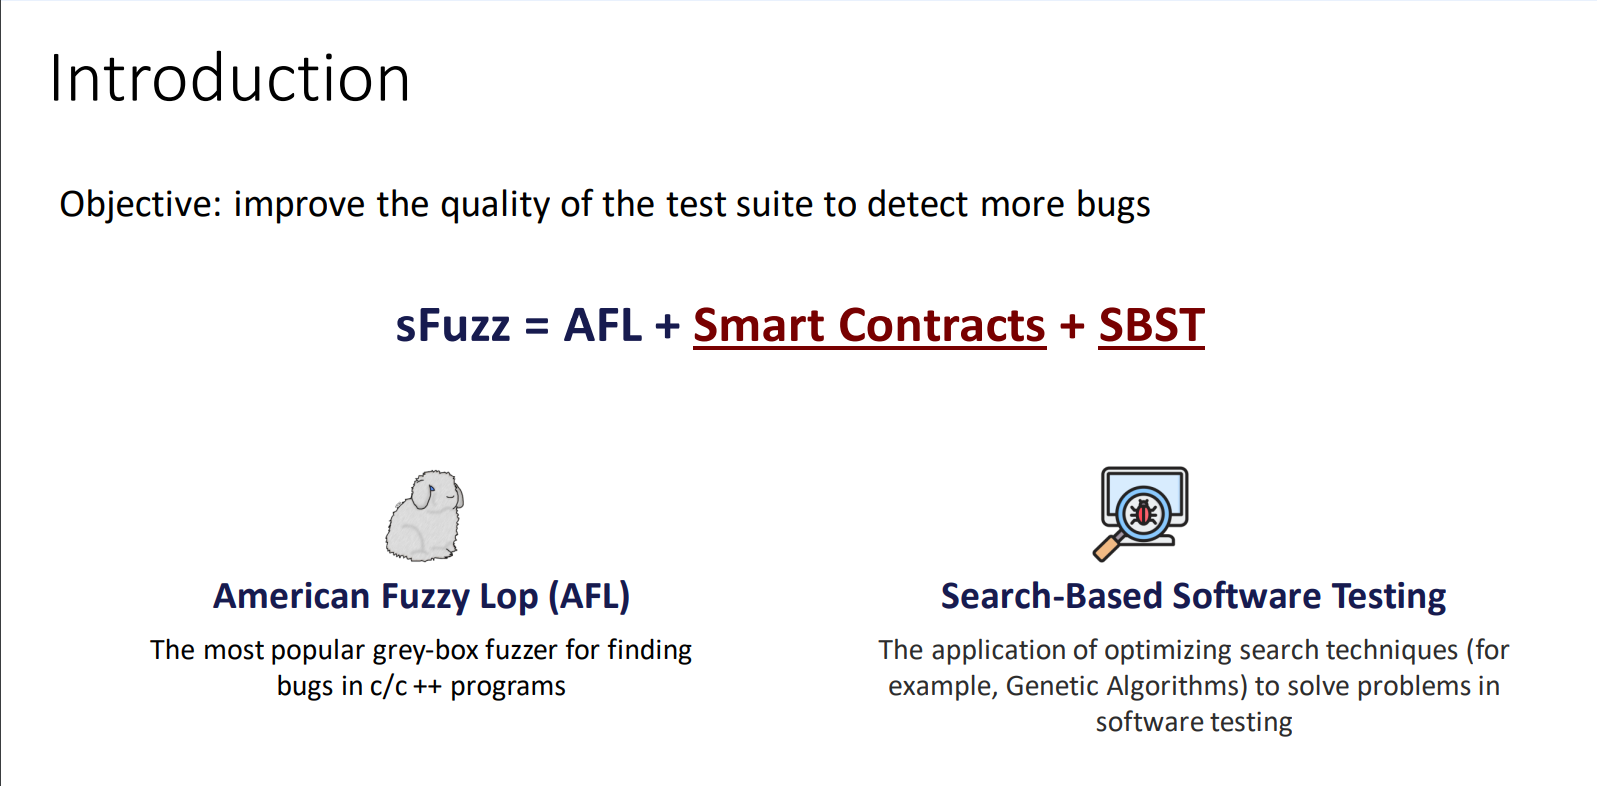 Introduction
Objective: improve the quality of the test suite to detect more bugs
sFuzz = AFL + Smart Contracts + SBST
American Fuzzy Lop (AFL)
The most popular grey-box fuzzer for finding
bugs in c/c ++ programs
Search-Based Software Testing
The application of optimizing search techniques (for
example, Genetic Algorithms) to solve problems in
software testing